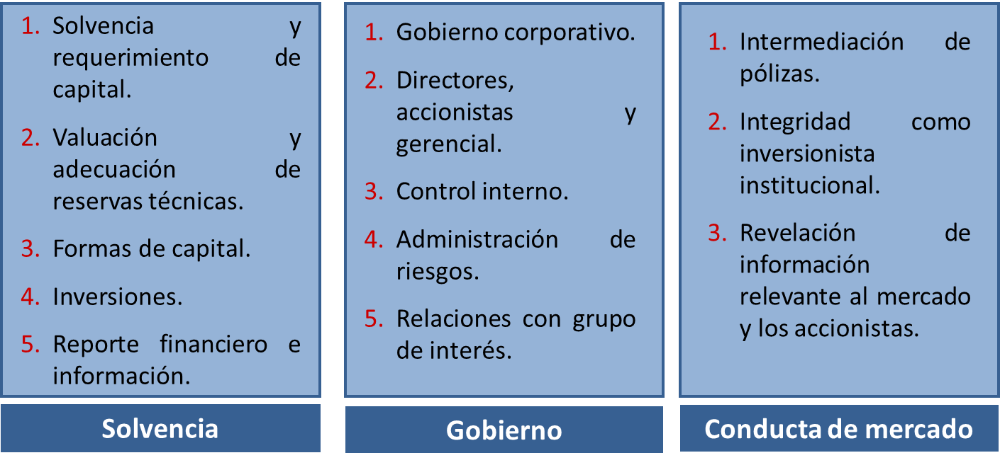 1. Solvencia y
requerimiento de
capital.
2. Valuación y
adecuación de
reservas técnicas.
3. Formas de capital.
4. Inversiones.
5. Reporte financiero e
información.
Solvencia
1. Gobierno corporativo.
2. Directores,
accionistas y
gerencial.
3. Control interno.
4. Administración de
riesgos.
5. Relaciones con grupo
de interés.
Gobierno
1. Intermediación de
pólizas.
2. Integridad como
inversionista
institucional.
3. Revelación de
información
relevante al mercado
y los accionistas.
Conducta de mercado